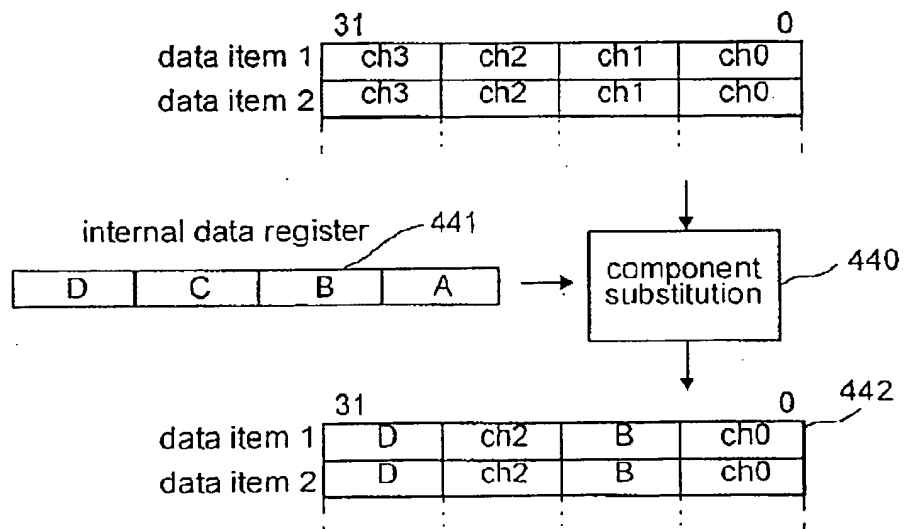 31 0
data item 1 ch3 ch2 ch1 ch0
data item 2 ch3 ch2 ch1 ch0
internal data register 441
D C B A
component
substitution
440
442
31 0
data item 1 D ch2 B ch0
data item 2 D ch2 B ch0